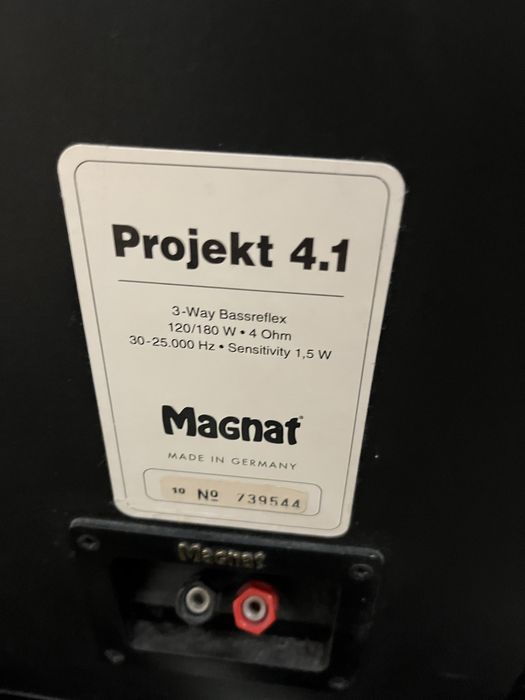 Projekt 4.1
3-Way Bassreflex
120/180 W • 4 Ohm
30-25.000 Hz • Sensitivity 1,5 W
Magnat®
MADE IN GERMANY
10 Nº 739544
Magnat